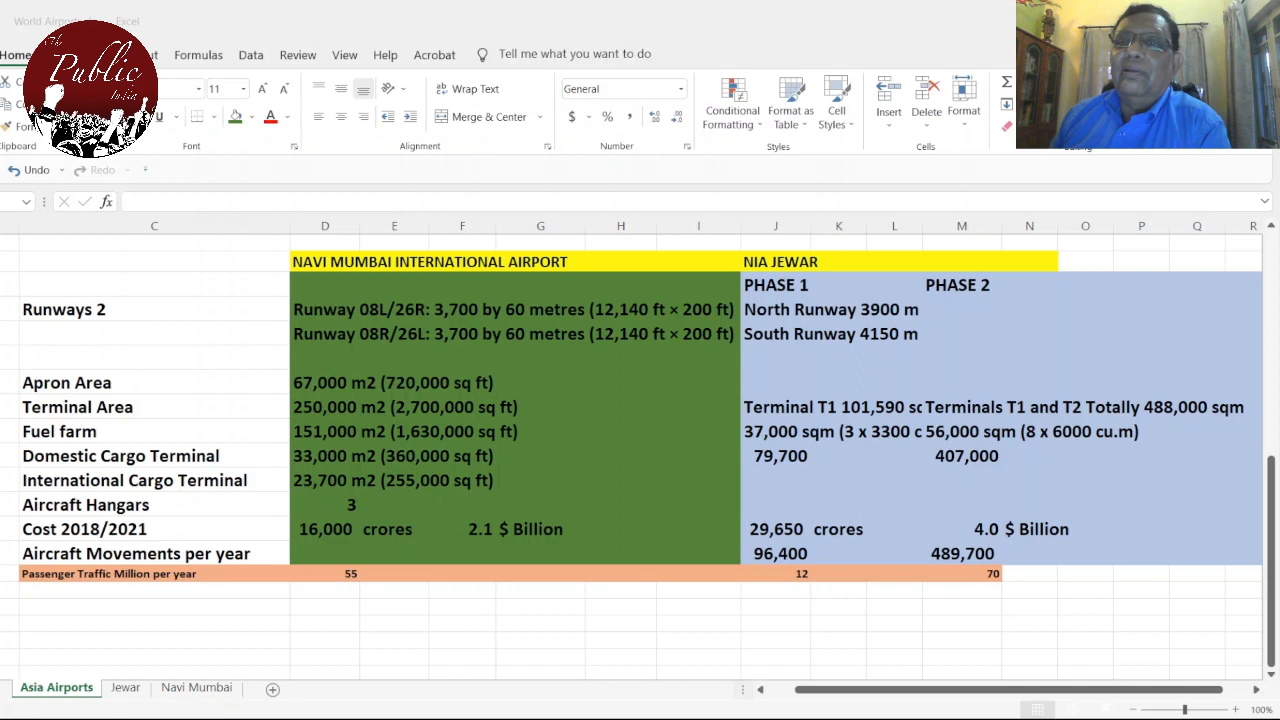 World Airpor Excel
The
Public
India
Home
Formulas
Data
Review
View
Help
Acrobat
Tell me what you want to do
11
Wrap Text
General
Merge & Center
Conditional
Formatting
Format as
Table
Cell
Styles
Insert
Delete
Format
Clipboard
Font
Alignment
Number
Styles
Cells
Undo
Redo
fx
C D E F G H I J K L M N O P Q R
NAVI MUMBAI INTERNATIONAL AIRPORT NIA JEWAR
PHASE 1 PHASE 2
Runways 2 Runway 08L/26R: 3,700 by 60 metres (12,140 ft × 200 ft) North Runway 3900 m
Runway 08R/26L: 3,700 by 60 metres (12,140 ft × 200 ft) South Runway 4150 m
Apron Area 67,000 m2 (720,000 sq ft)
Terminal Area 250,000 m2 (2,700,000 sq ft) Terminal T1 101,590 sc Terminals T1 and T2 Totally 488,000 sqm
Fuel farm 151,000 m2 (1,630,000 sq ft) 37,000 sqm (3 x 3300 c 56,000 sqm (8 x 6000 cu.m)
Domestic Cargo Terminal 33,000 m2 (360,000 sq ft) 79,700 407,000
International Cargo Terminal 23,700 m2 (255,000 sq ft)
Aircraft Hangars 3
Cost 2018/2021 16,000 crores 2.1 $ Billion 29,650 crores 4.0 $ Billion
Aircraft Movements per year 96,400 489,700
Passenger Traffic Million per year 55 12 70
Asia Airports Jewar Navi Mumbai
100%